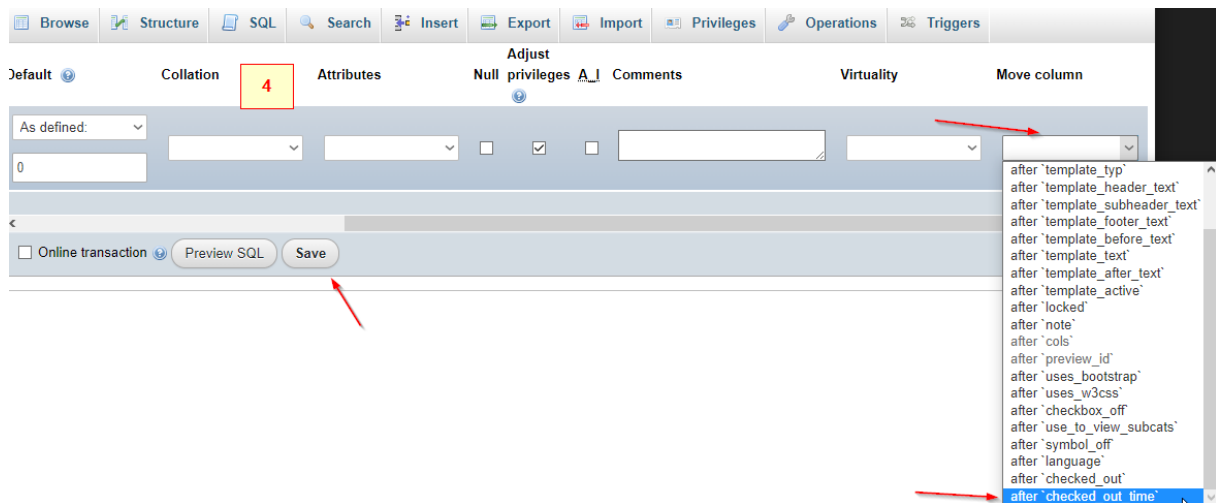 Browse Structure SQL Search Insert Export Import Privileges Operations Triggers
Adjust
Default Collation Attributes Null privileges A_I Comments Virtuality Move column
4
As defined:
0
after `template_typ`
after `template_header_text`
after `template_subheader_text`
after `template_footer_text`
after `template_before_text`
after `template_text`
after `template_after_text`
after `template_active`
after `locked`
after `note`
after `cols`
after `preview_id`
after `uses_bootstrap`
after `uses_w3css`
after `checkbox_off`
after `use_to_view_subcats`
after `symbol_off`
after `language`
after `checked_out`
after `checked_out_time`
Online transaction Preview SQL Save